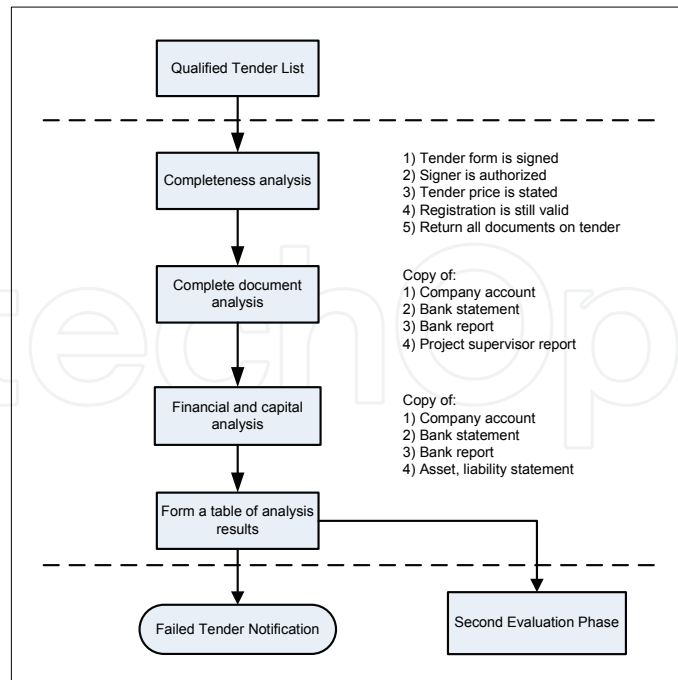 Qualified Tender List
Completeness analysis
1) Tender form is signed
2) Signer is authorized
3) Tender price is stated
4) Registration is still valid
5) Return all documents on tender
Complete document
analysis
Copy of:
1) Company account
2) Bank statement
3) Bank report
4) Project supervisor report
Financial and capital
analysis
Copy of:
1) Company account
2) Bank statement
3) Bank report
4) Asset, liability statement
Form a table of analysis
results
Failed Tender Notification
Second Evaluation Phase
techOp